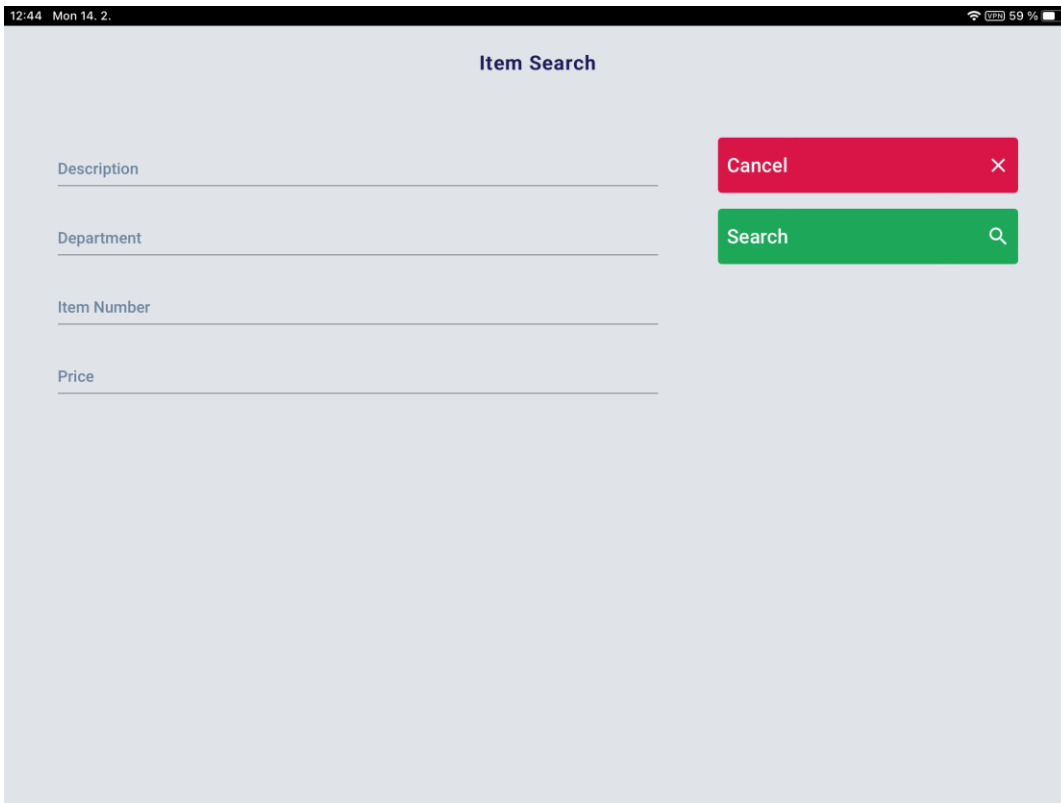 12:44 Mon 14. 2. VPN 59 %
Item Search
Description
Cancel
Department
Search
Item Number
Price